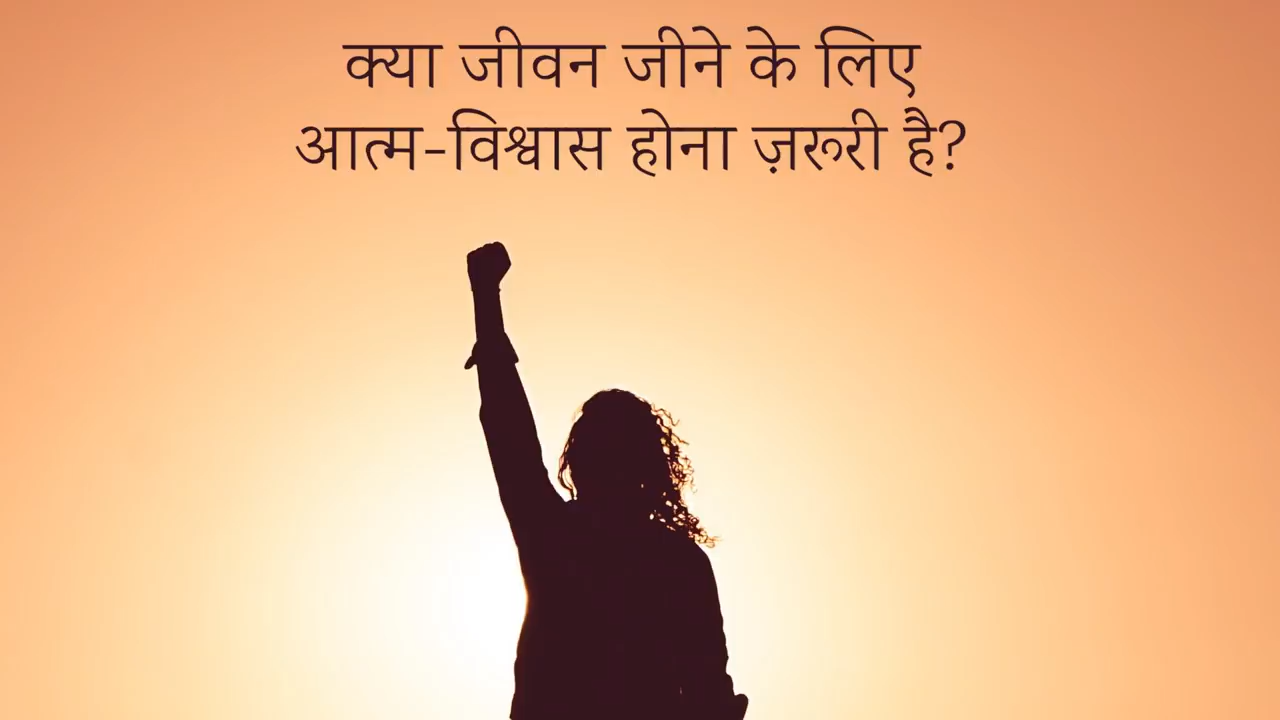 क्या जीवन जीने के लिए
आत्म-विश्वास होना ज़रूरी है?